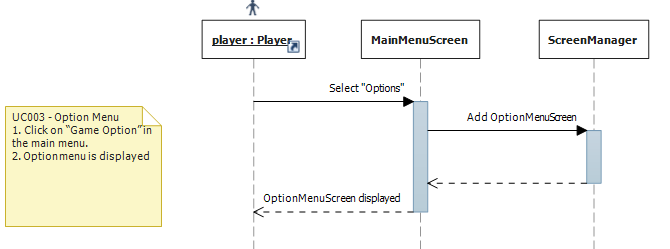 player : Player
MainMenuScreen
ScreenManager
Select "Options"
Add OptionMenuScreen
OptionMenuScreen displayed
UC003 - Option Menu
1. Click on “Game Option” in
the main menu.
2. Optionmenu is displayed